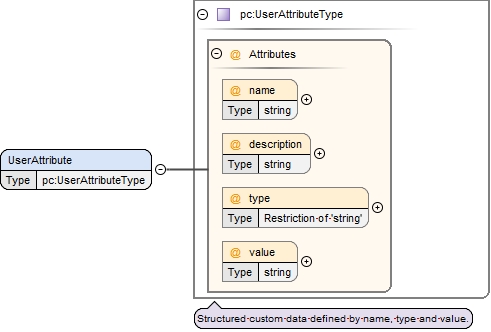 pc:UserAttributeType
@ Attributes
@ name
Type string
@ description
Type string
UserAttribute
Type pc:UserAttributeType
@ type
Type Restriction·of·'string'
@ value
Type string
Structured·custom·data·defined·by·name,·type·and·value.